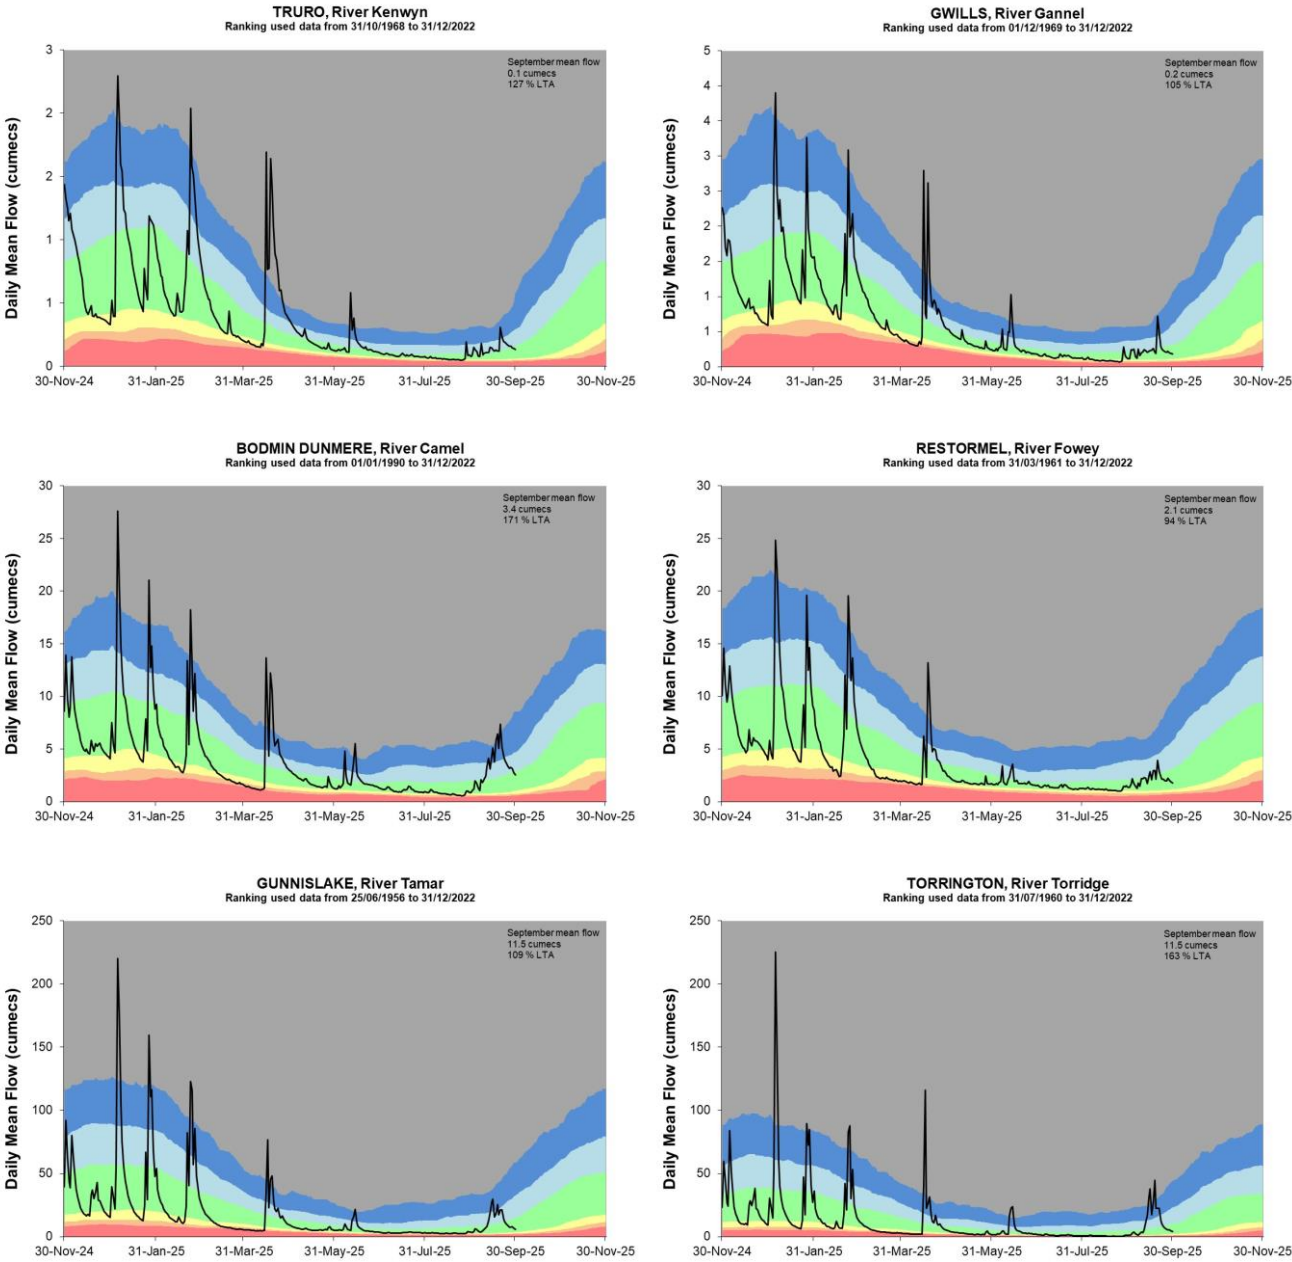 TRURO, River Kenwyn
Ranking used data from 31/10/1968 to 31/12/2022
Daily Mean Flow (cumecs)
3
2
2
1
1
0
September mean flow
0.1 cumecs
127 % LTA
30-Nov-24 31-Jan-25 31-Mar-25 31-May-25 31-Jul-25 30-Sep-25 30-Nov-25
GWILLS, River Gannel
Ranking used data from 01/12/1969 to 31/12/2022
Daily Mean Flow (cumecs)
5
4
4
3
3
2
2
1
1
0
September mean flow
0.2 cumecs
105 % LTA
30-Nov-24 31-Jan-25 31-Mar-25 31-May-25 31-Jul-25 30-Sep-25 30-Nov-25
BODMIN DUNMERE, River Camel
Ranking used data from 01/01/1990 to 31/12/2022
Daily Mean Flow (cumecs)
30
25
20
15
10
5
0
September mean flow
3.4 cumecs
171 % LTA
30-Nov-24 31-Jan-25 31-Mar-25 31-May-25 31-Jul-25 30-Sep-25 30-Nov-25
RESTORMEL, River Fowey
Ranking used data from 31/03/1961 to 31/12/2022
Daily Mean Flow (cumecs)
30
25
20
15
10
5
0
September mean flow
2.1 cumecs
94 % LTA
30-Nov-24 31-Jan-25 31-Mar-25 31-May-25 31-Jul-25 30-Sep-25 30-Nov-25
GUNNISLAKE, River Tamar
Ranking used data from 25/06/1956 to 31/12/2022
Daily Mean Flow (cumecs)
250
200
150
100
50
0
September mean flow
11.5 cumecs
109 % LTA
30-Nov-24 31-Jan-25 31-Mar-25 31-May-25 31-Jul-25 30-Sep-25 30-Nov-25
TORRINGTON, River Torridge
Ranking used data from 31/07/1960 to 31/12/2022
Daily Mean Flow (cumecs)
250
200
150
100
50
0
September mean flow
11.5 cumecs
163 % LTA
30-Nov-24 31-Jan-25 31-Mar-25 31-May-25 31-Jul-25 30-Sep-25 30-Nov-25